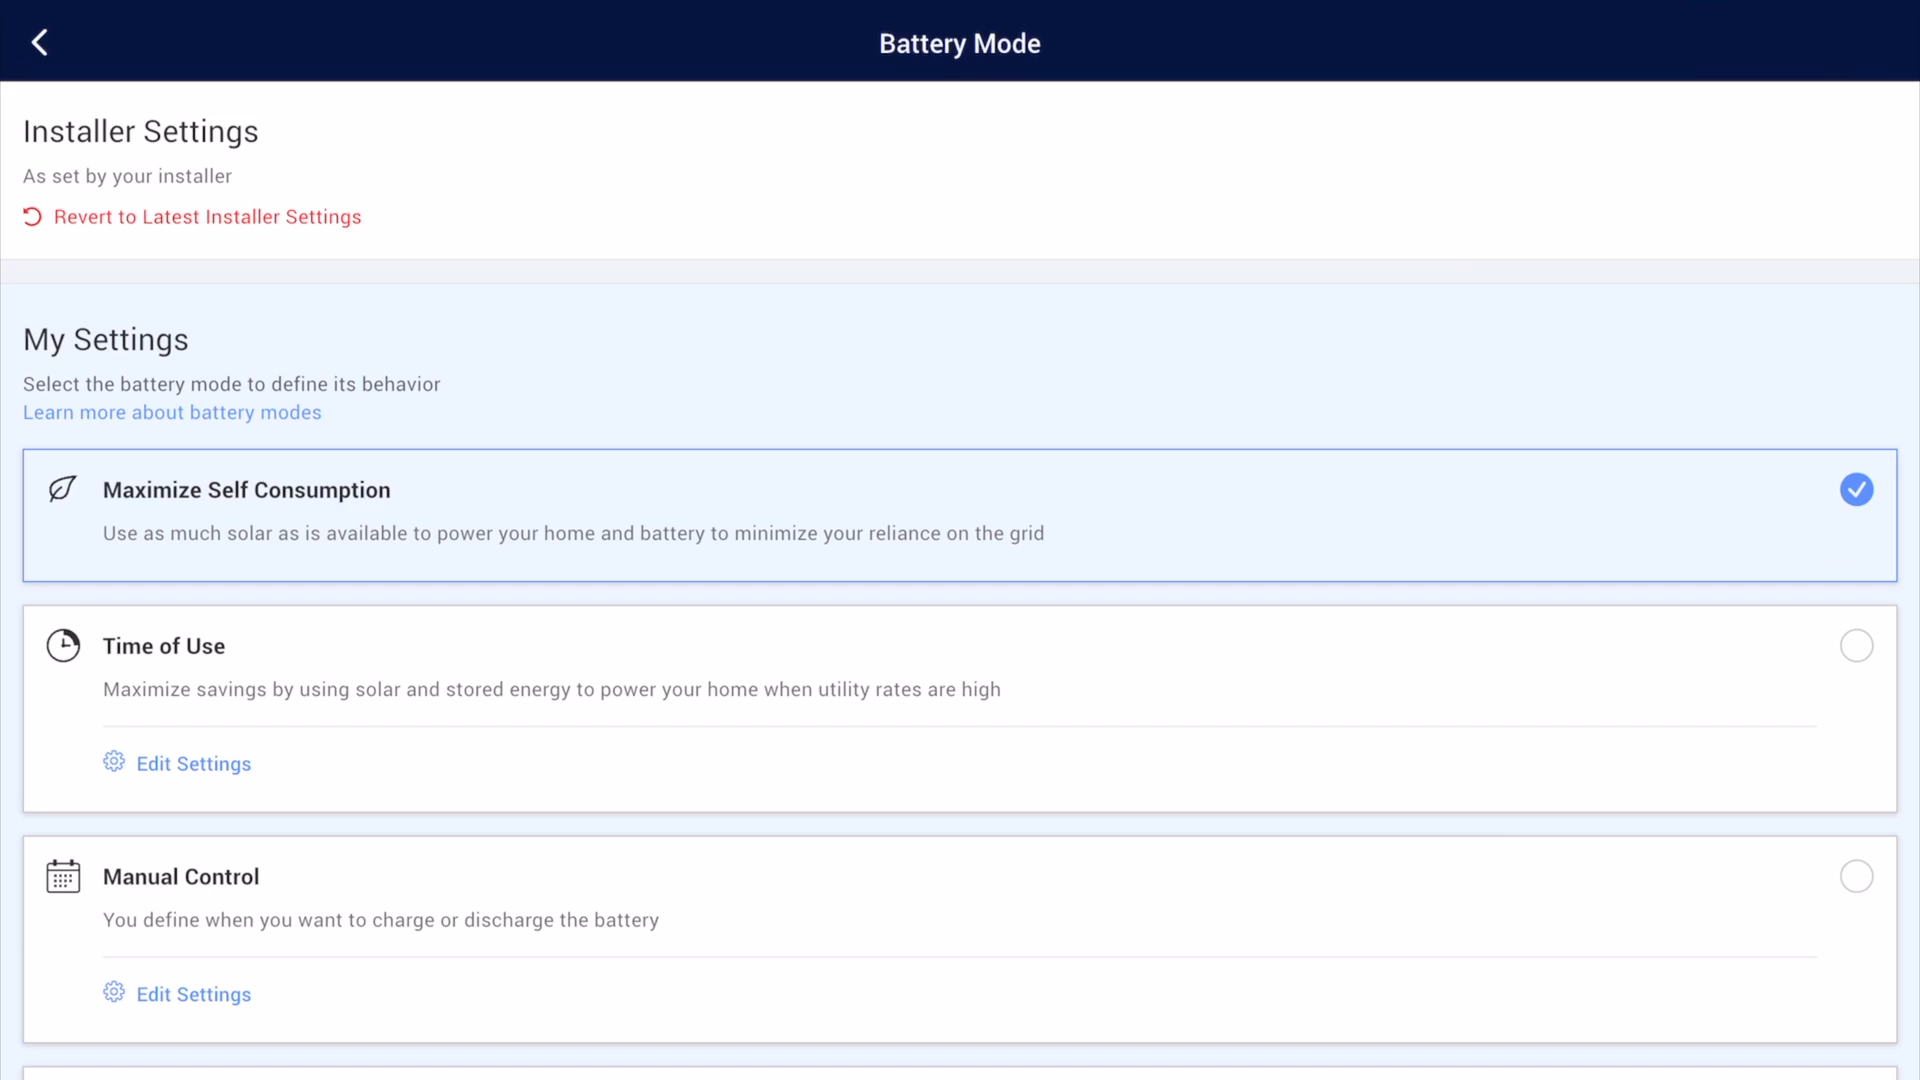 Battery Mode
Installer Settings
As set by your installer
Revert to Latest Installer Settings
My Settings
Select the battery mode to define its behavior
Learn more about battery modes
Maximize Self Consumption
Use as much solar as is available to power your home and battery to minimize your reliance on the grid
Time of Use
Maximize savings by using solar and stored energy to power your home when utility rates are high
Edit Settings
Manual Control
You define when you want to charge or discharge the battery
Edit Settings